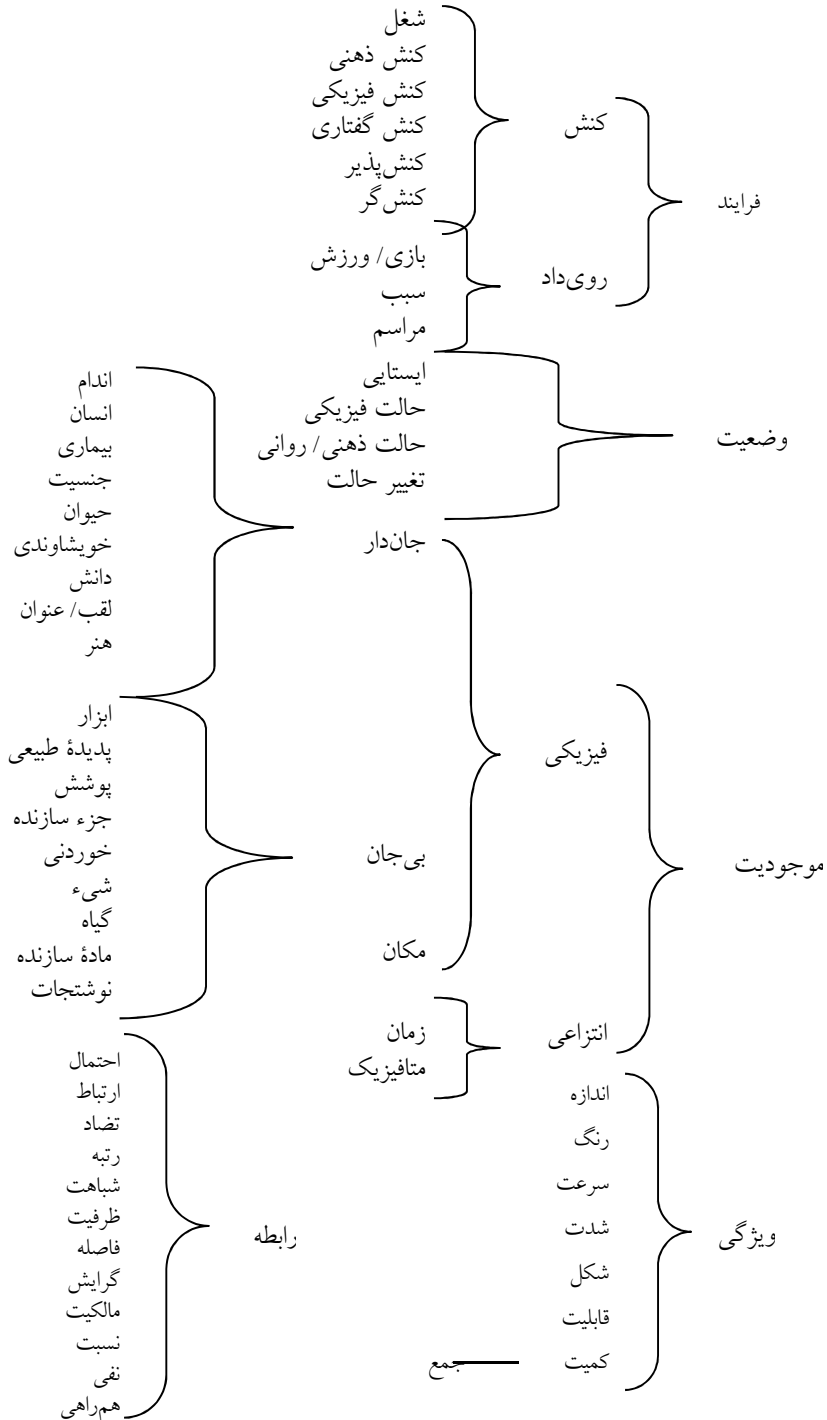 فرایند
کنش
شغل
کنش ذهنی
کنش فیزیکی
کنش گفتاری
کنش‌پذیر
کنش‌گر
روی‌داد
بازی/ ورزش
سبب
مراسم
وضعیت
ایستایی
حالت فیزیکی
حالت ذهنی/ روانی
تغییر حالت
موجودیت
فیزیکی
جان‌دار
اندام
انسان
بیماری
جنسیت
حیوان
خویشاوندی
دانش
لقب/ عنوان
هنر
بی‌جان
ابزار
پدیدهٔ طبیعی
پوشش
جزء سازنده
خوردنی
شیء
گیاه
مادهٔ سازنده
نوشتجات
مکان
انتزاعی
زمان
متافیزیک
ویژگی
اندازه
رنگ
سرعت
شدت
شکل
قابلیت
کمیت
جمع
رابطه
احتمال
ارتباط
تضاد
رتبه
شباهت
ظرفیت
فاصله
گرایش
مالکیت
نسبت
نفی
هم‌راهی